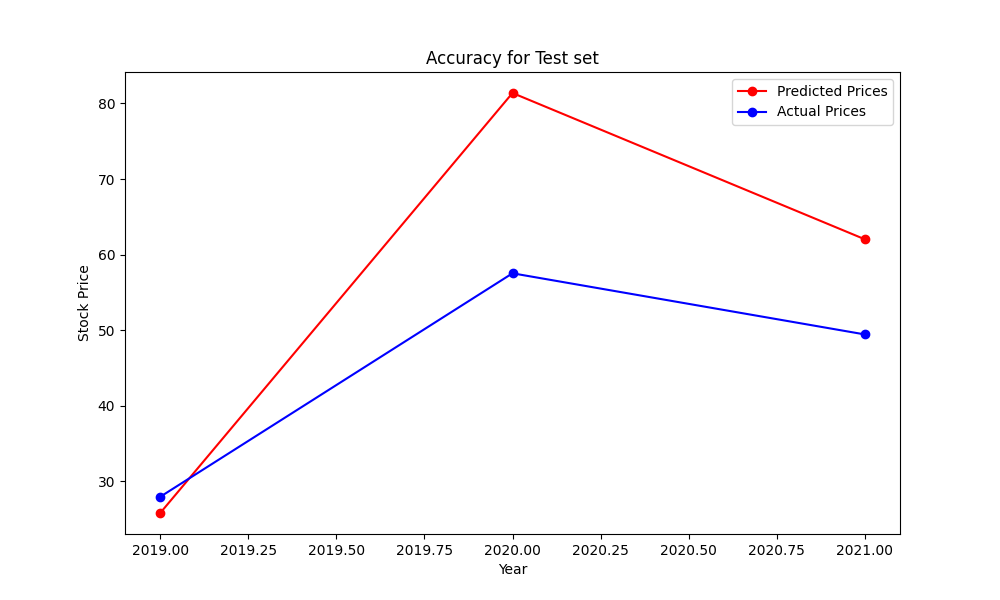 Accuracy for Test set
Predicted Prices
Actual Prices
80
70
60
50
40
30
Stock Price
2019.00 2019.25 2019.50 2019.75 2020.00 2020.25 2020.50 2020.75 2021.00
Year